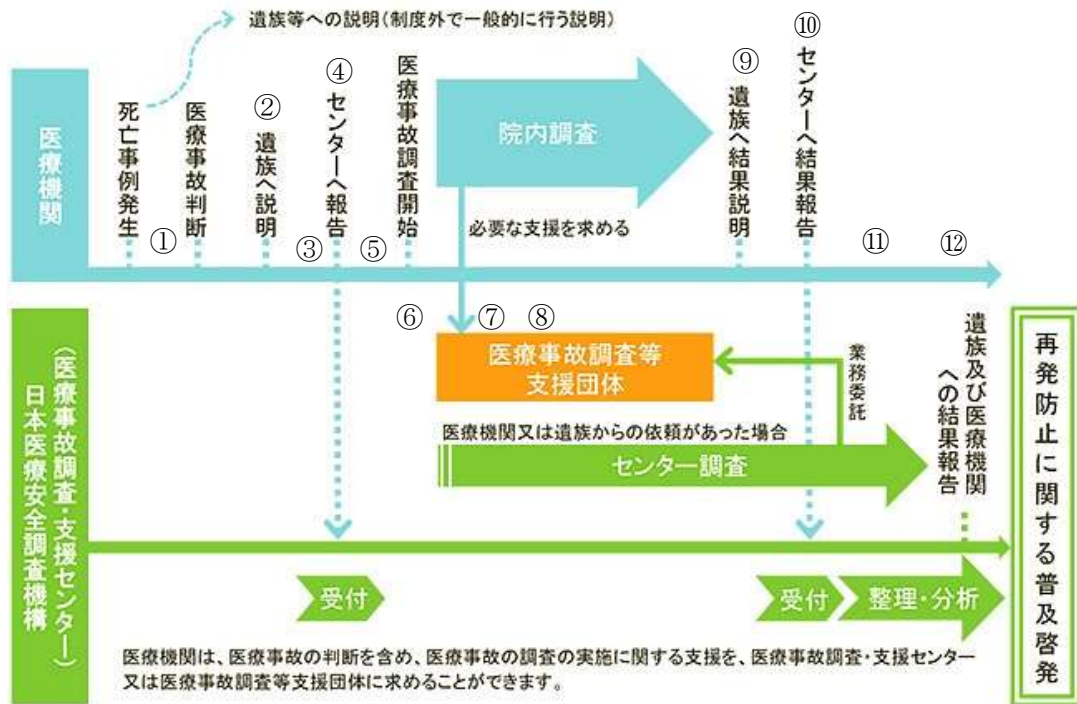 遺族等への説明(制度外で一般的に行う説明)
医療機関
死亡事例発生
①
医療事故判断
②
遺族へ説明
③
④
センターへ報告
⑤
医療事故調査開始
院内調査
必要な支援を求める
⑨
遺族へ結果説明
⑩
センターへ結果報告
⑪
⑫
⑥
⑦
⑧
医療事故調査等
支援団体
業務委託
医療機関又は遺族からの依頼があった場合
センター調査
遺族及び医療機関
への結果報告
日本医療安全調査機構
(医療事故調査・支援センター)
受付
受付
整理・分析
再発防止に関する普及啓発
医療機関は、医療事故の判断を含め、医療事故の調査の実施に関する支援を、医療事故調査・支援センター
又は医療事故調査等支援団体に求めることができます。